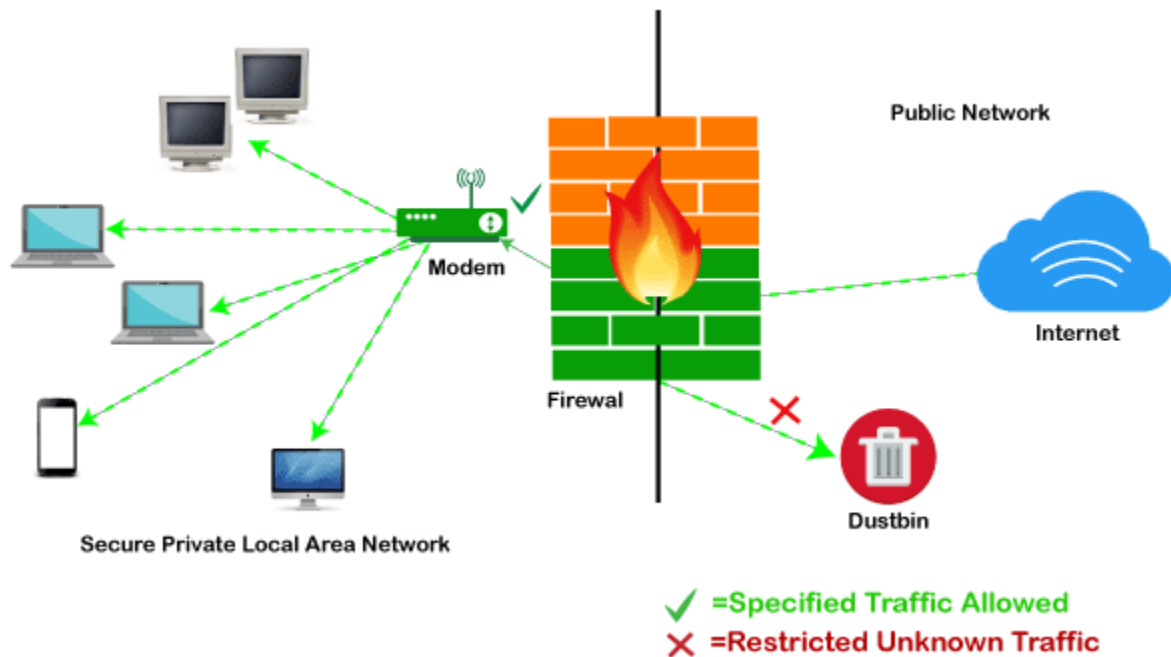 Public Network
Modem
Internet
Firewal
Dustbin
Secure Private Local Area Network
=Specified Traffic Allowed
=Restricted Unknown Traffic